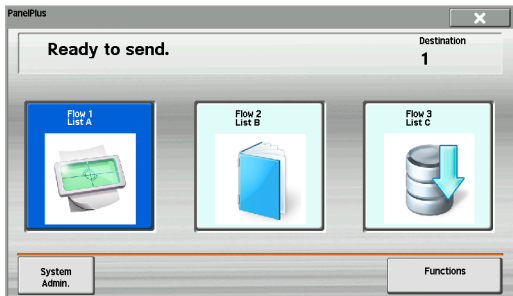 PanelPlus
Ready to send.
Destination
1
Flow 1
List A
Flow 2
List B
Flow 3
List C
System
Admin.
Functions